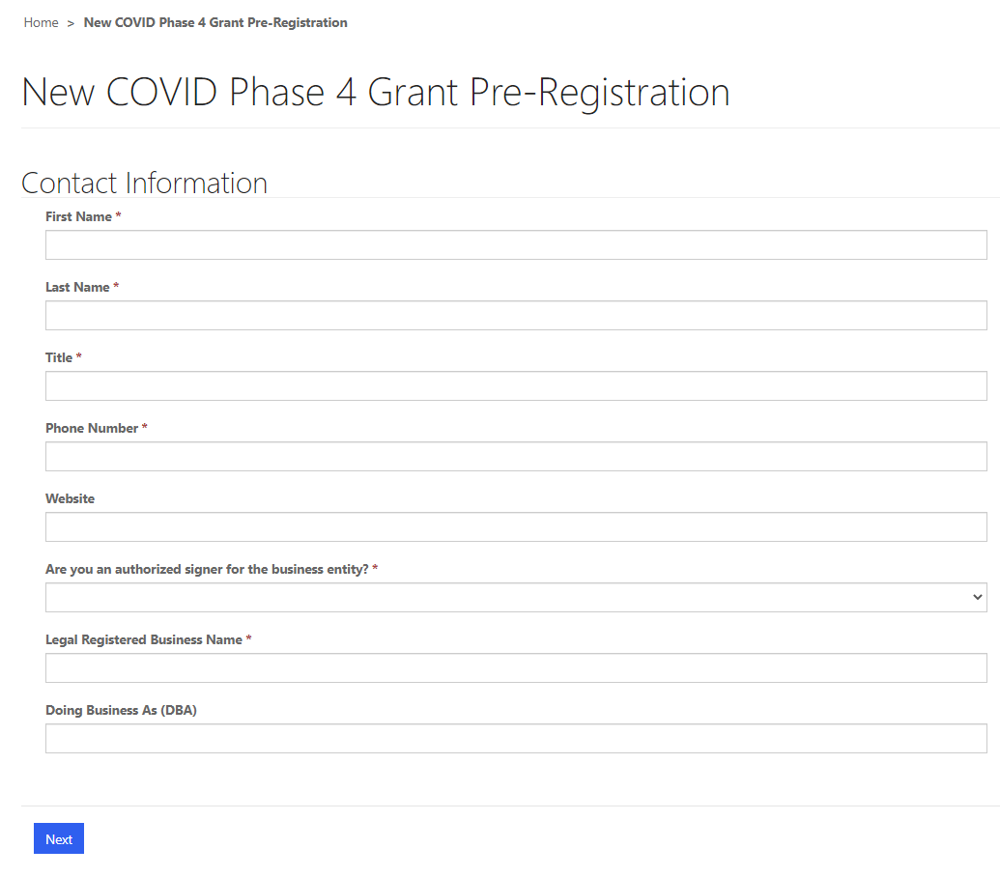 Home > New COVID Phase 4 Grant Pre-Registration
New COVID Phase 4 Grant Pre-Registration
Contact Information
First Name *
Last Name *
Title *
Phone Number *
Website
Are you an authorized signer for the business entity? *
Legal Registered Business Name *
Doing Business As (DBA)
Next